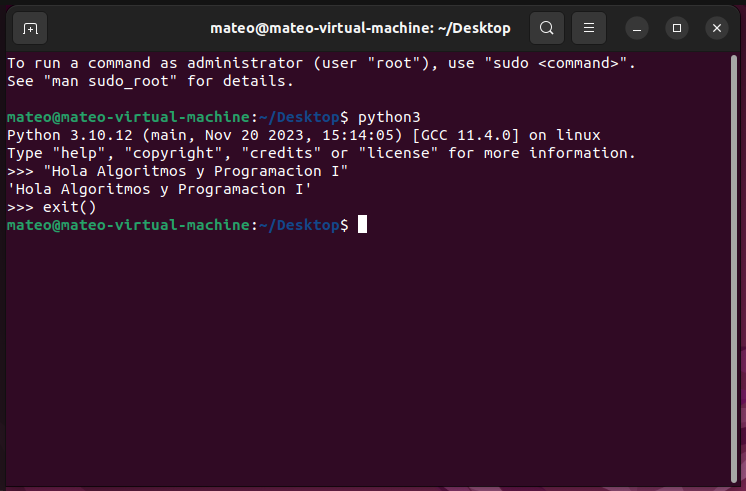 mateo@mateo-virtual-machine: ~/Desktop
To run a command as administrator (user "root"), use "sudo <command>".
See "man sudo_root" for details.
mateo@mateo-virtual-machine:~/Desktop$ python3
Python 3.10.12 (main, Nov 20 2023, 15:14:05) [GCC 11.4.0] on linux
Type "help", "copyright", "credits" or "license" for more information.
>>> "Hola Algoritmos y Programacion I"
'Hola Algoritmos y Programacion I'
>>> exit()
mateo@mateo-virtual-machine:~/Desktop$